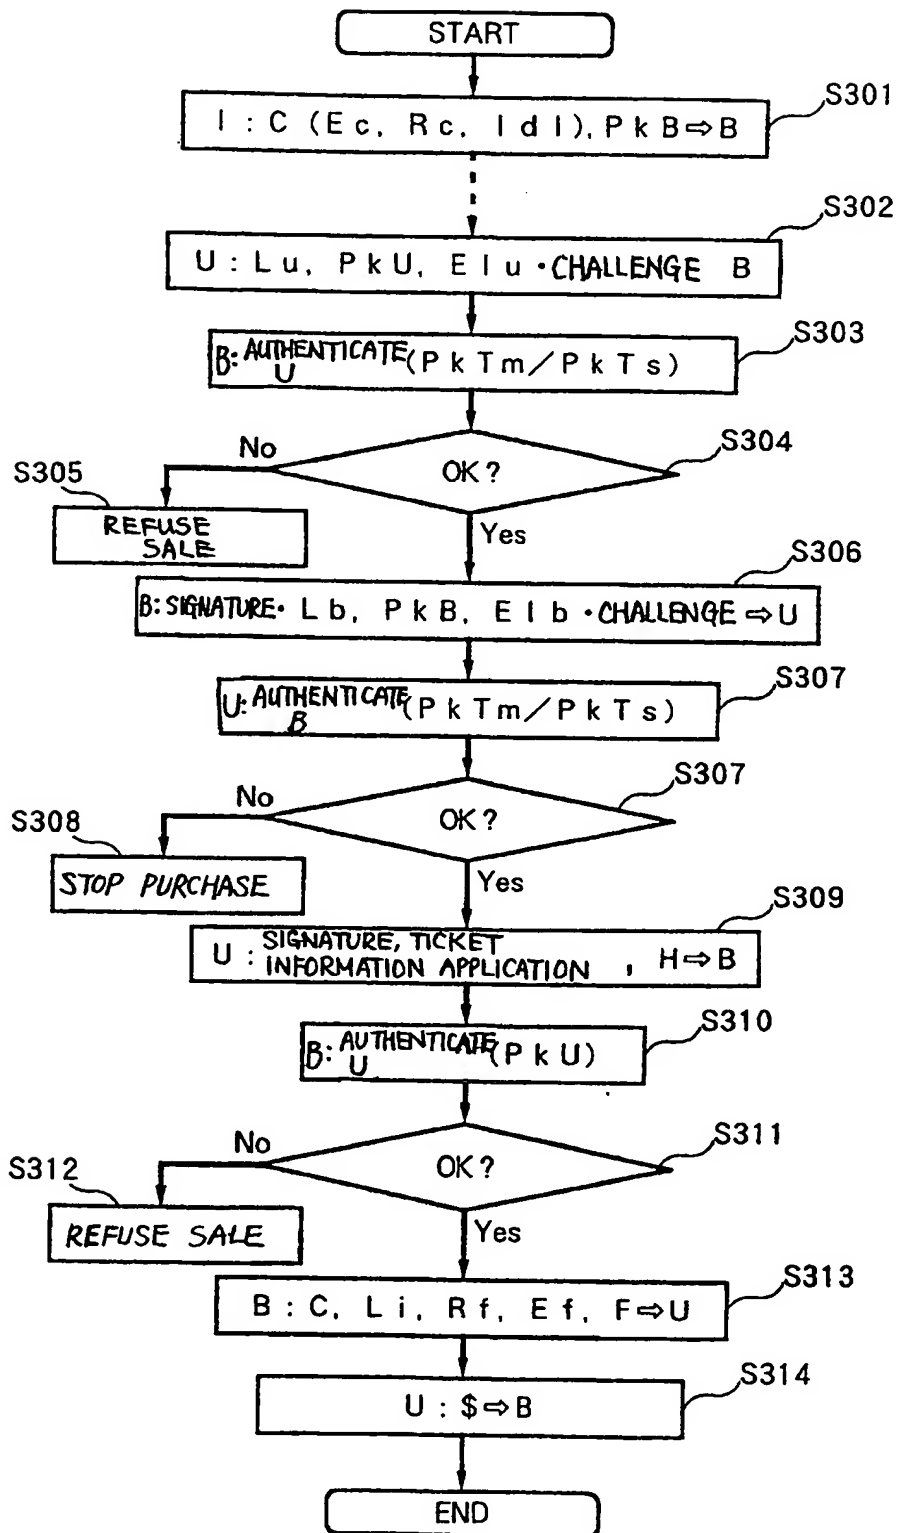 START
S301
I : C (Ec, Rc, IdI), PkB⇨B
S302
U : Lu, PkU, Elu・CHALLENGE B
S303
B: AUTHENTICATE (PkTm/PkTs)
U
S304
No
OK?
S305
REFUSE
SALE
Yes
S306
B: SIGNATURE・Lb, PkB, Elb・CHALLENGE⇨U
S307
U: AUTHENTICATE (PkTm/PkTs)
B
S307
No
OK?
S308
STOP PURCHASE
Yes
S309
U : SIGNATURE, TICKET
INFORMATION APPLICATION , H⇨B
S310
B: AUTHENTICATE (PkU)
U
S311
No
OK?
S312
REFUSE SALE
Yes
S313
B : C, Li, Rf, Ef, F⇨U
S314
U : $⇨B
END